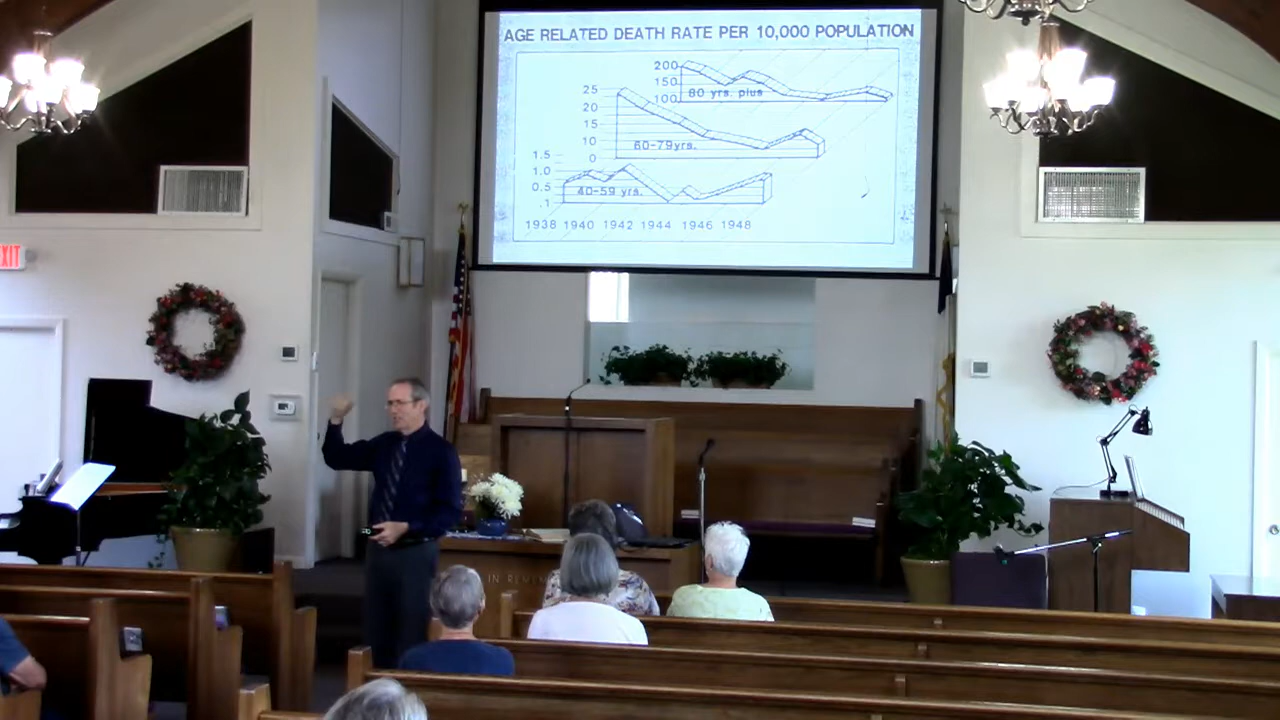 AGE RELATED DEATH RATE PER 10,000 POPULATION
200
150
100
80 yrs. plus
25
20
15
10
0
60-79yrs.
1.5
1.0
0.5
.1
40-59 yrs.
1938 1940 1942 1944 1946 1948
EXIT
IN REMEM